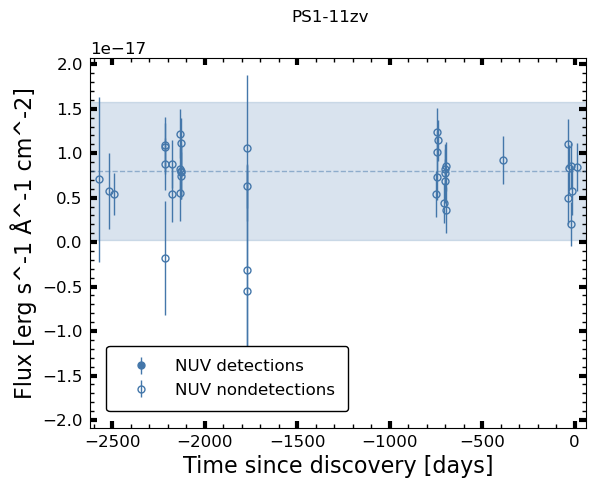 PS1-11zv
1e−17
2.0
1.5
1.0
0.5
0.0
−0.5
−1.0
−1.5
−2.0
Flux [erg s^-1 Å^-1 cm^-2]
NUV detections
NUV nondetections
−2500 −2000 −1500 −1000 −500 0
Time since discovery [days]